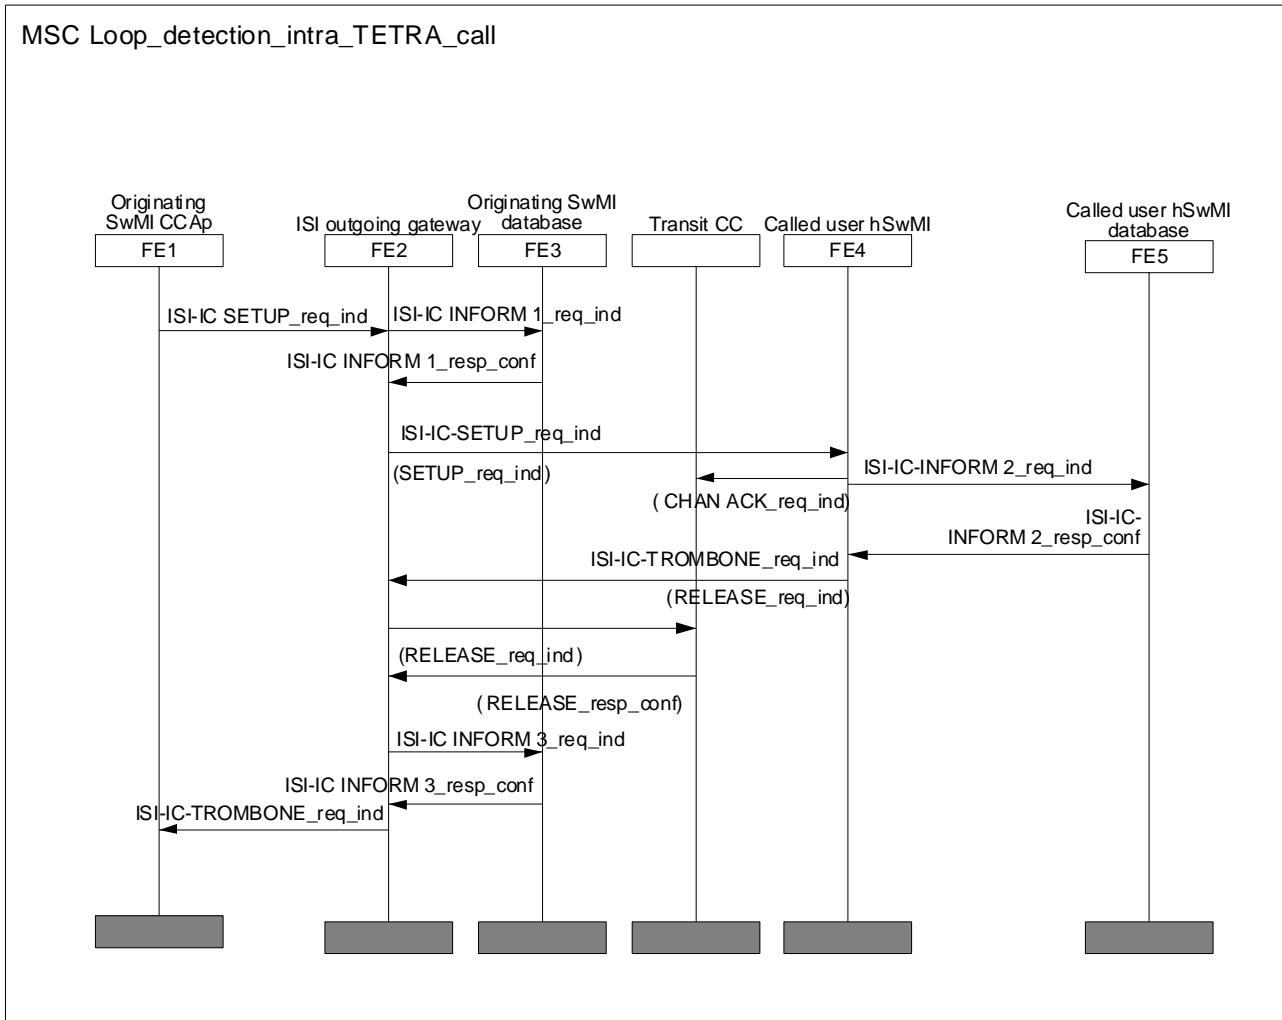 MSC Loop_detection_intra_TETRA_call
Originating
SwMI CCAp
ISI outgoing gateway
Originating SwMI
database
Transit CC
Called user hSwMI
Called user hSwMI
database
FE1
FE2
FE3
FE4
FE5
ISI-IC SETUP_req_ind
ISI-IC INFORM 1_req_ind
ISI-IC INFORM 1_resp_conf
ISI-IC-SETUP_req_ind
(SETUP_req_ind)
ISI-IC-INFORM 2_req_ind
( CHAN ACK_req_ind)
ISI-IC-
INFORM 2_resp_conf
ISI-IC-TROMBONE_req_ind
(RELEASE_req_ind)
(RELEASE_req_ind)
( RELEASE_resp_conf)
ISI-IC INFORM 3_req_ind
ISI-IC INFORM 3_resp_conf
ISI-IC-TROMBONE_req_ind